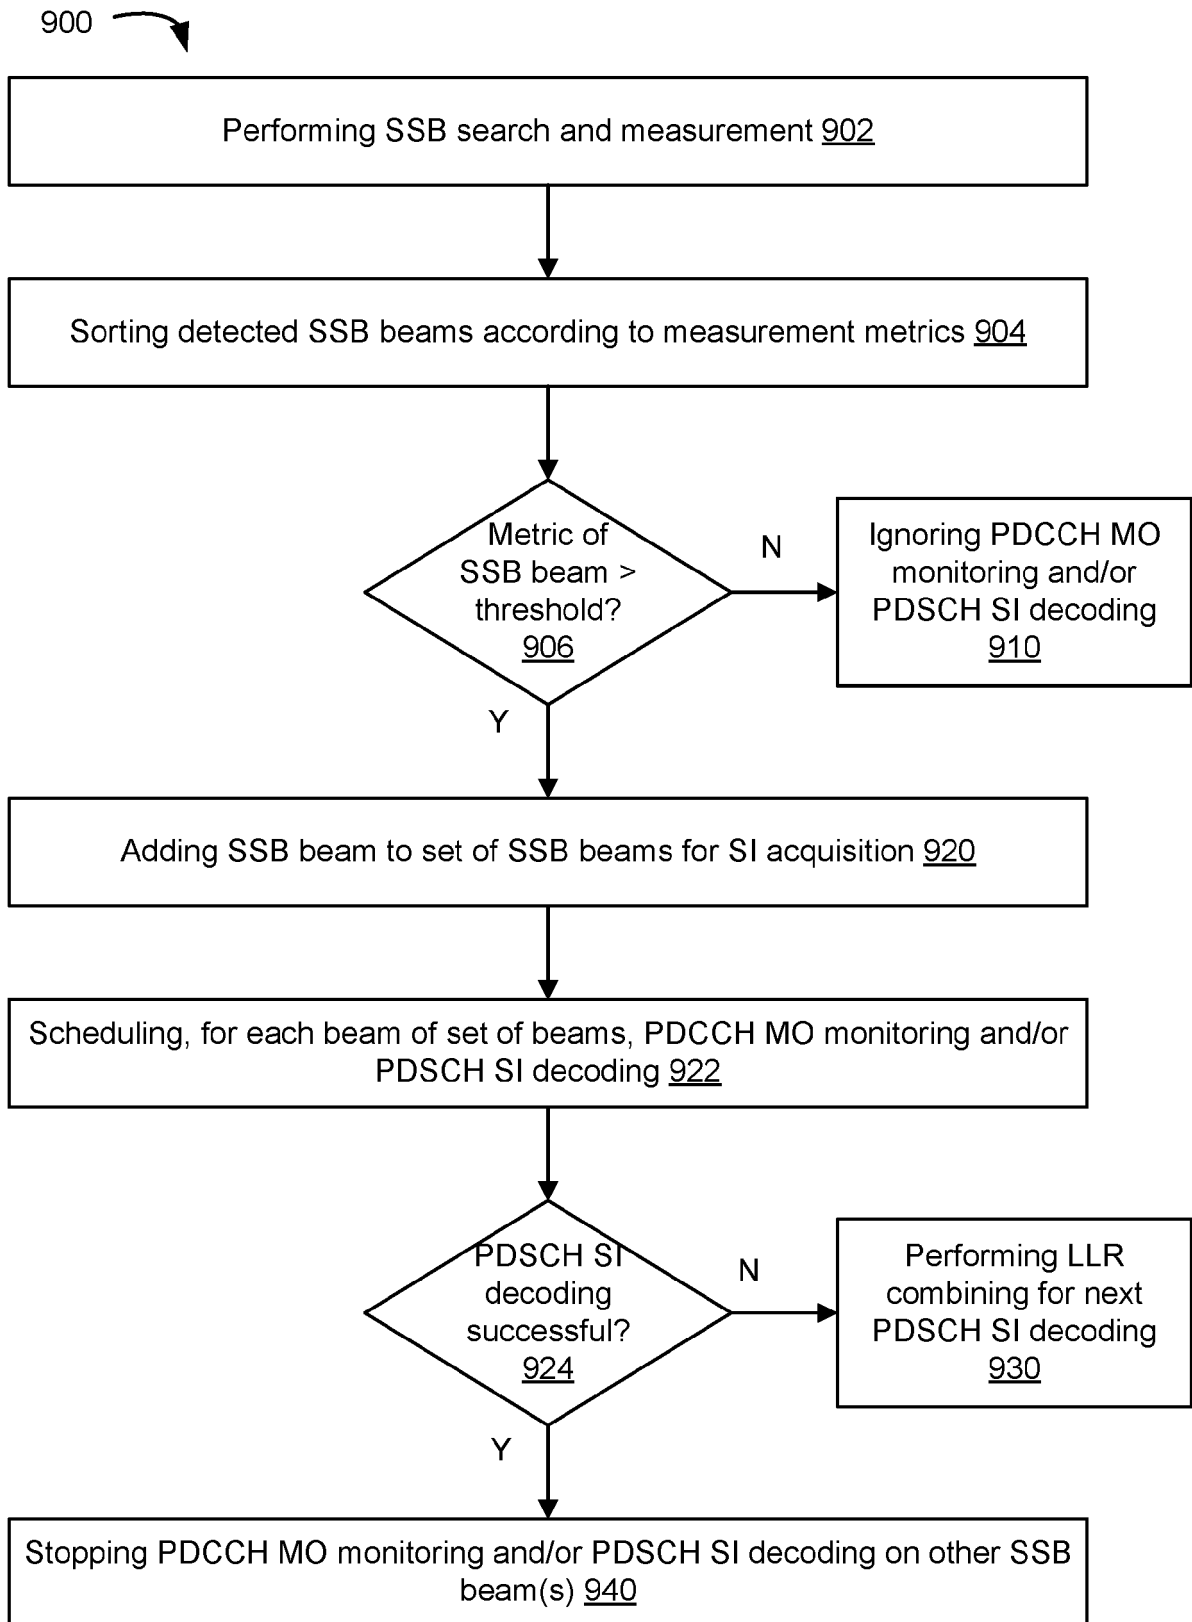 900
Performing SSB search and measurement 902
Sorting detected SSB beams according to measurement metrics 904
Metric of
SSB beam >
threshold?
906
N
Ignoring PDCCH MO
monitoring and/or
PDSCH SI decoding
910
Y
Adding SSB beam to set of SSB beams for SI acquisition 920
Scheduling, for each beam of set of beams, PDCCH MO monitoring and/or
PDSCH SI decoding 922
PDSCH SI
decoding
successful?
924
N
Performing LLR
combining for next
PDSCH SI decoding
930
Y
Stopping PDCCH MO monitoring and/or PDSCH SI decoding on other SSB
beam(s) 940